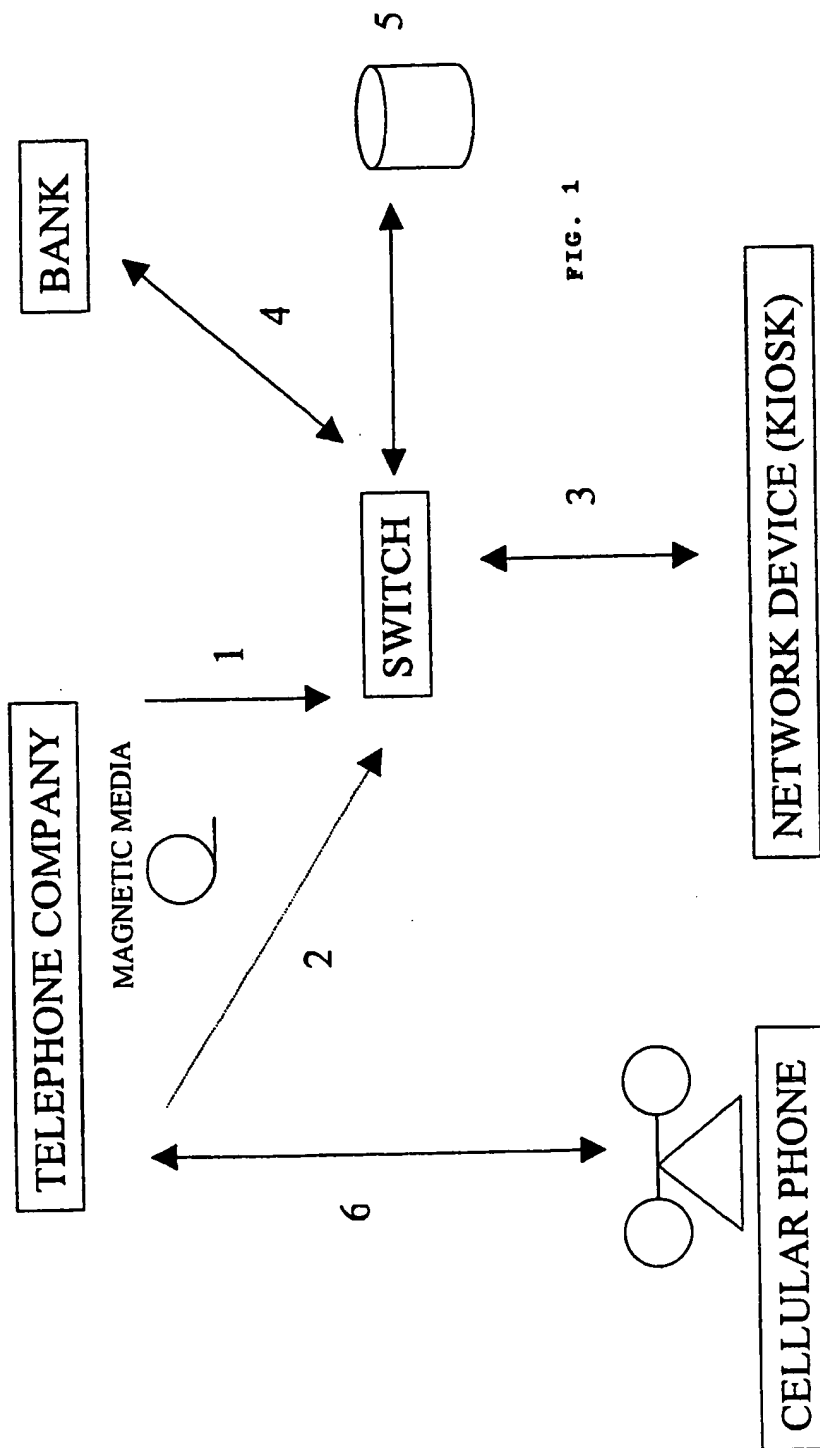 TELEPHONE COMPANY
BANK
MAGNETIC MEDIA
1
4
2
SWITCH
5
6
3
FIG. 1
CELLULAR PHONE
NETWORK DEVICE (KIOSK)